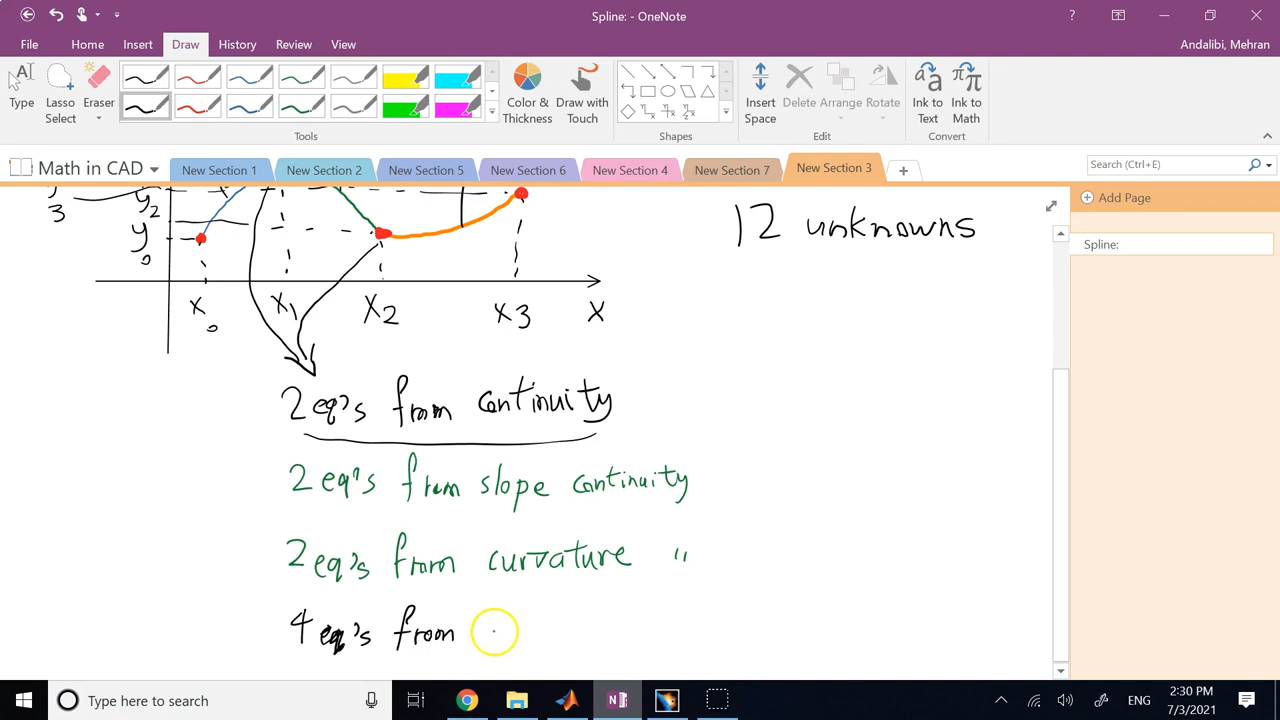 Spline: - OneNote
?
File Home Insert Draw History Review View
Andalibi, Mehran
Type
Lasso Select
Eraser
Color & Thickness
Draw with Touch
Insert Space
Delete
Arrange
Rotate
Ink to Text
Ink to Math
Tools
Shapes
Edit
Convert
Math in CAD
New Section 1
New Section 2
New Section 5
New Section 6
New Section 4
New Section 7
New Section 3
Search (Ctrl+E)
Add Page
Spline:
3
y2
y0
x0
x1
x2
x3
x
12 unknowns
2 eq's from continuity
2 eq's from slope continuity
2 eq's from curvature "
4 eq's from
Type here to search
ENG
2:30 PM
7/3/2021